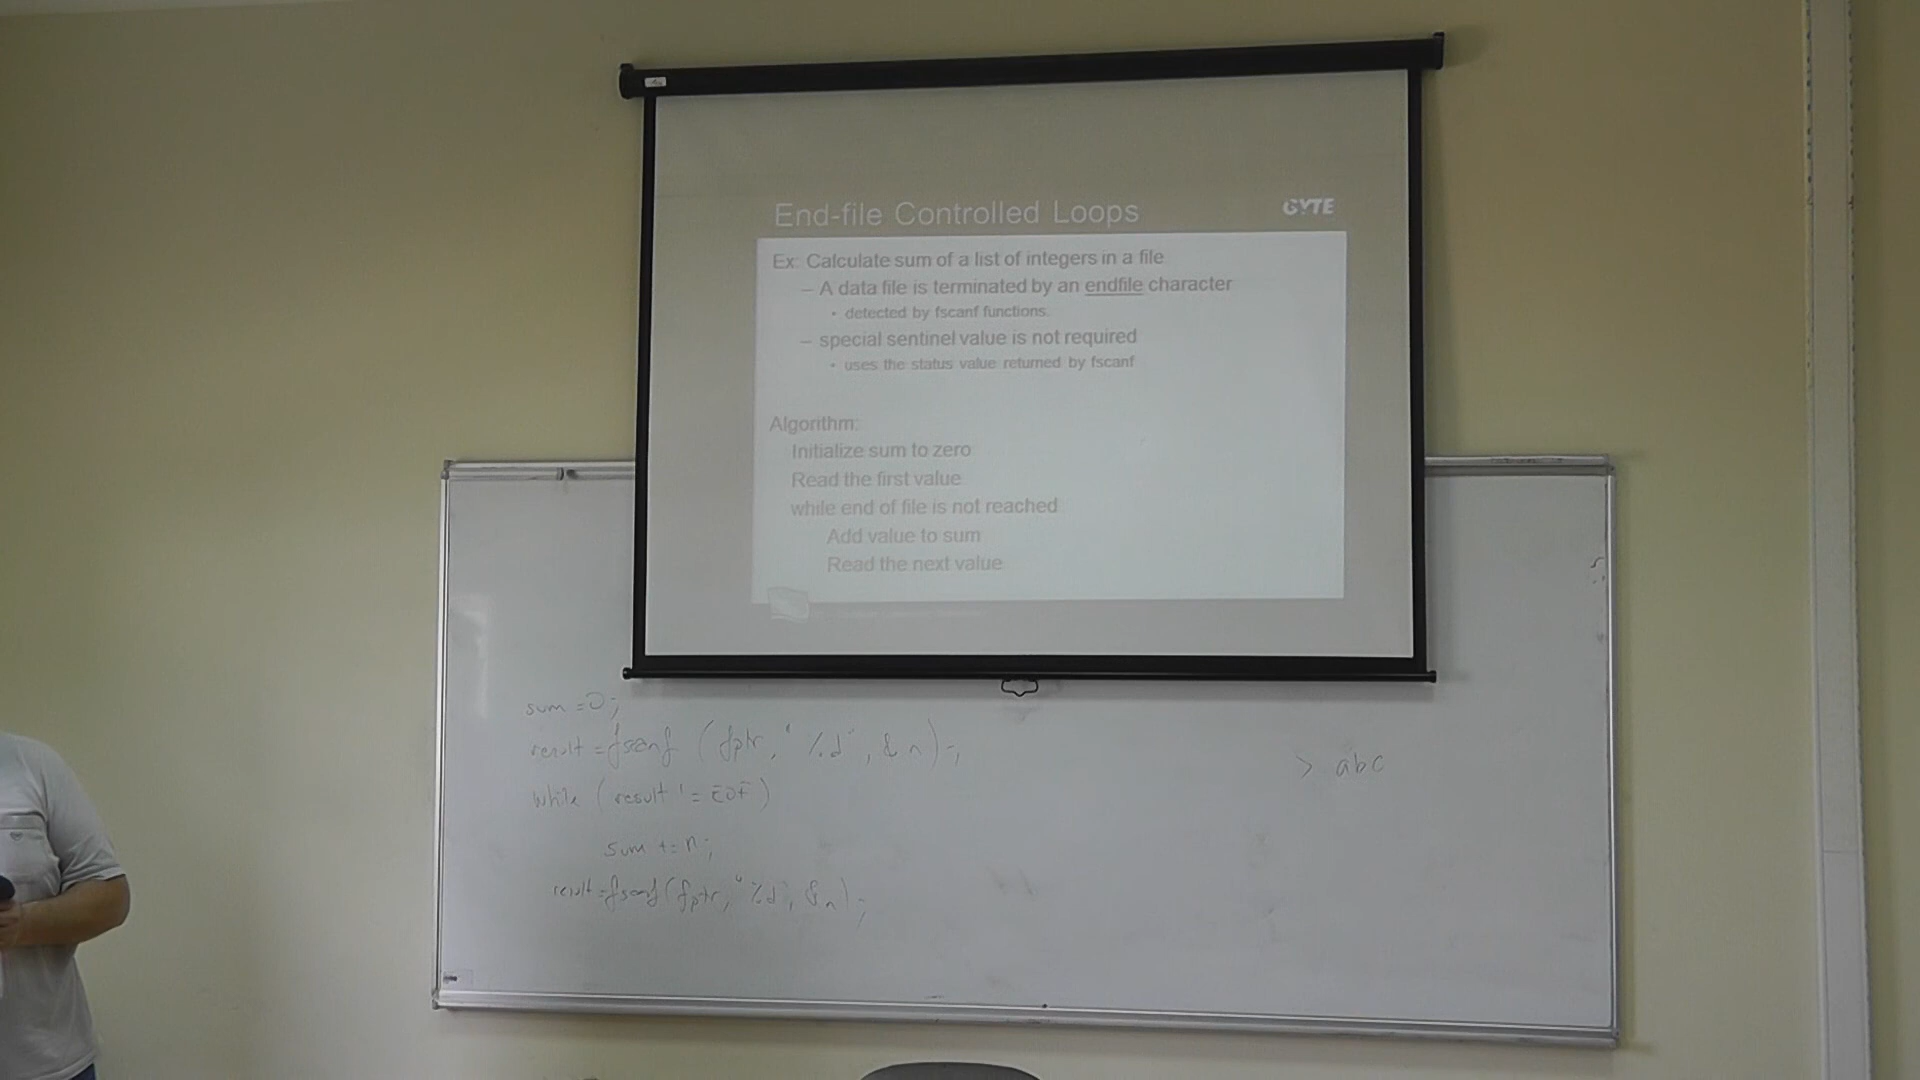 End-file Controlled Loops
GYTE
Ex: Calculate sum of a list of integers in a file
– A data file is terminated by an endfile character
• detected by fscanf functions.
– special sentinel value is not required
• uses the status value returned by fscanf
Algorithm:
Initialize sum to zero
Read the first value
while end of file is not reached
Add value to sum
Read the next value
sum = 0;
result = fscanf (fptr, "%d", &n);
while (result != EOF)
sum += n;
result = fscanf (fptr, "%d", &n);
> abc